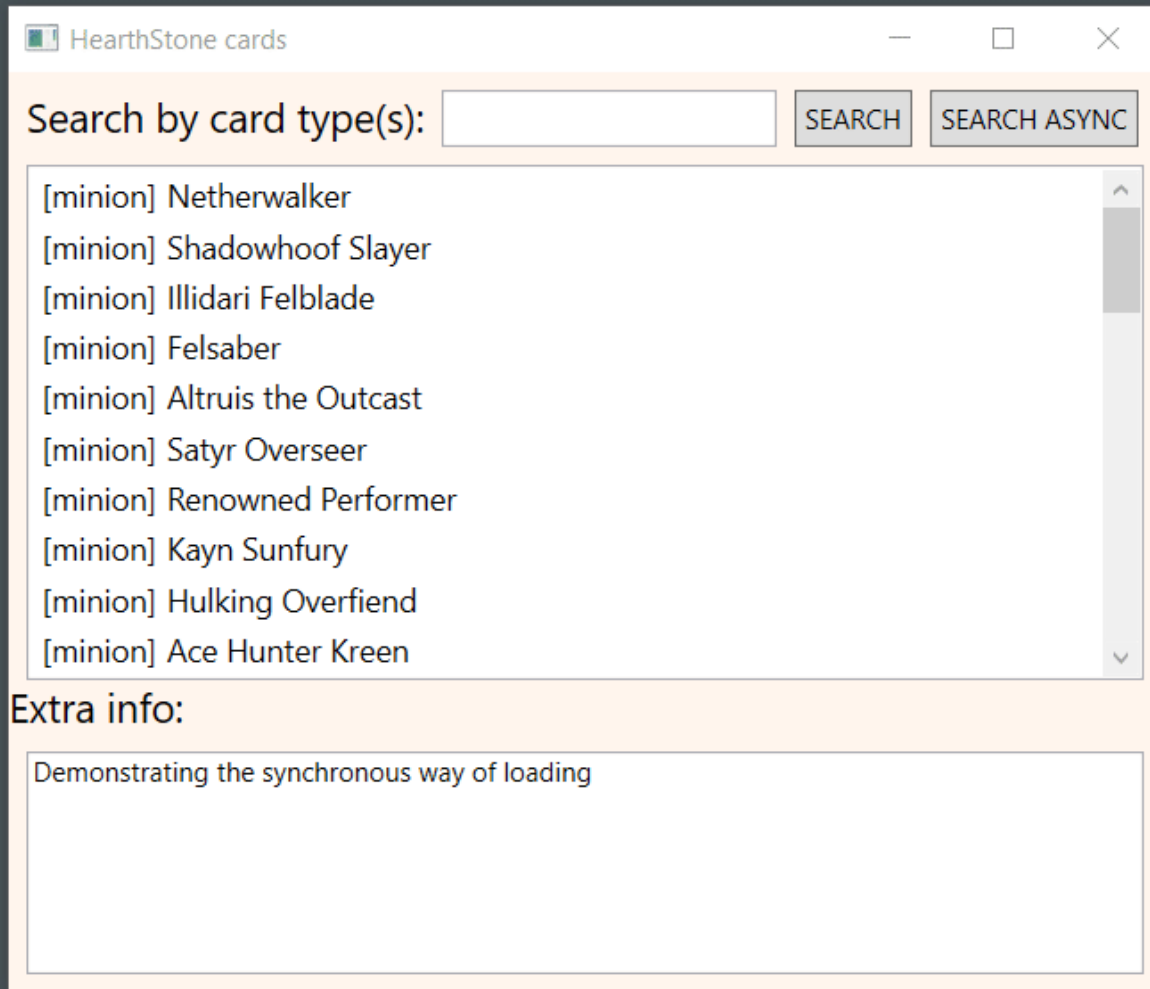 HearthStone cards
Search by card type(s): SEARCH SEARCH ASYNC
[minion] Netherwalker
[minion] Shadowhoof Slayer
[minion] Illidari Felblade
[minion] Felsaber
[minion] Altruis the Outcast
[minion] Satyr Overseer
[minion] Renowned Performer
[minion] Kayn Sunfury
[minion] Hulking Overfiend
[minion] Ace Hunter Kreen
Extra info:
Demonstrating the synchronous way of loading